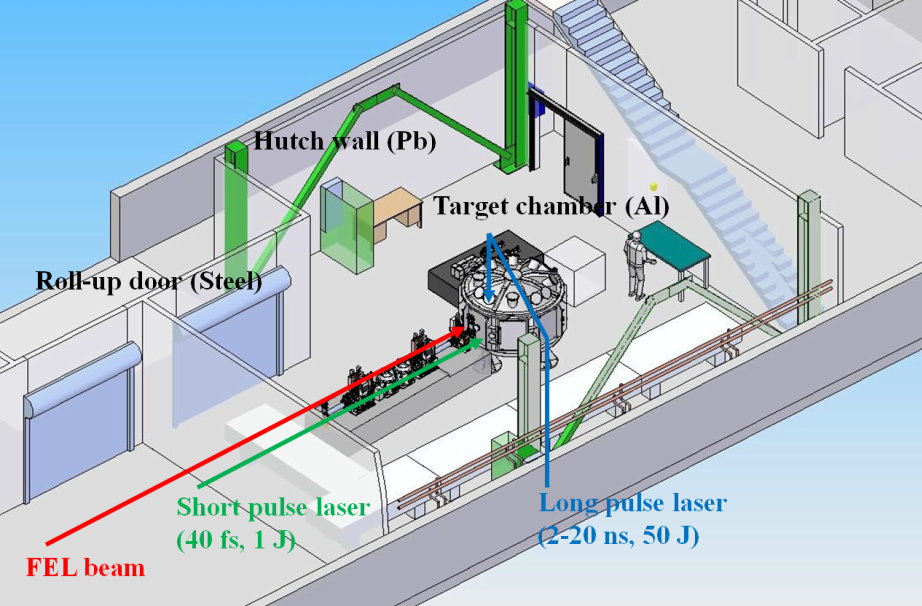 Hutch wall (Pb)
Target chamber (Al)
Roll-up door (Steel)
Short pulse laser
(40 fs, 1 J)
Long pulse laser
(2-20 ns, 50 J)
FEL beam